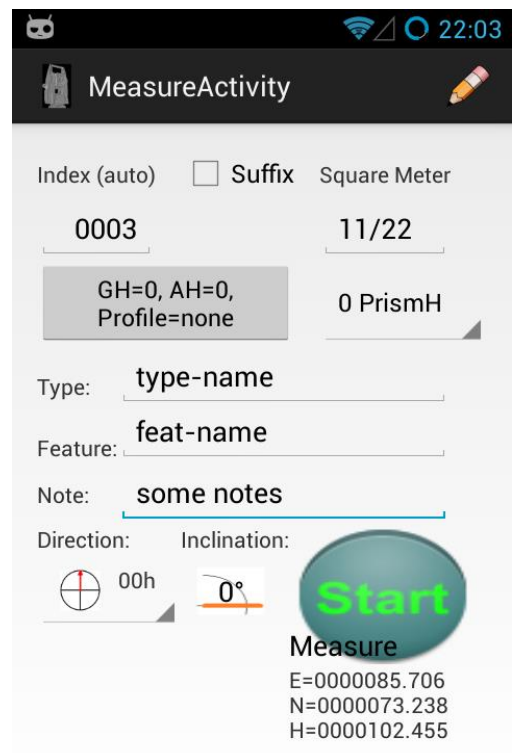 22:03
MeasureActivity
Index (auto) Suffix Square Meter
0003 11/22
GH=0, AH=0,
Profile=none
0 PrismH
Type: type-name
Feature: feat-name
Note: some notes
Direction: Inclination:
00h 0° Start
Measure
E=0000085.706
N=0000073.238
H=0000102.455